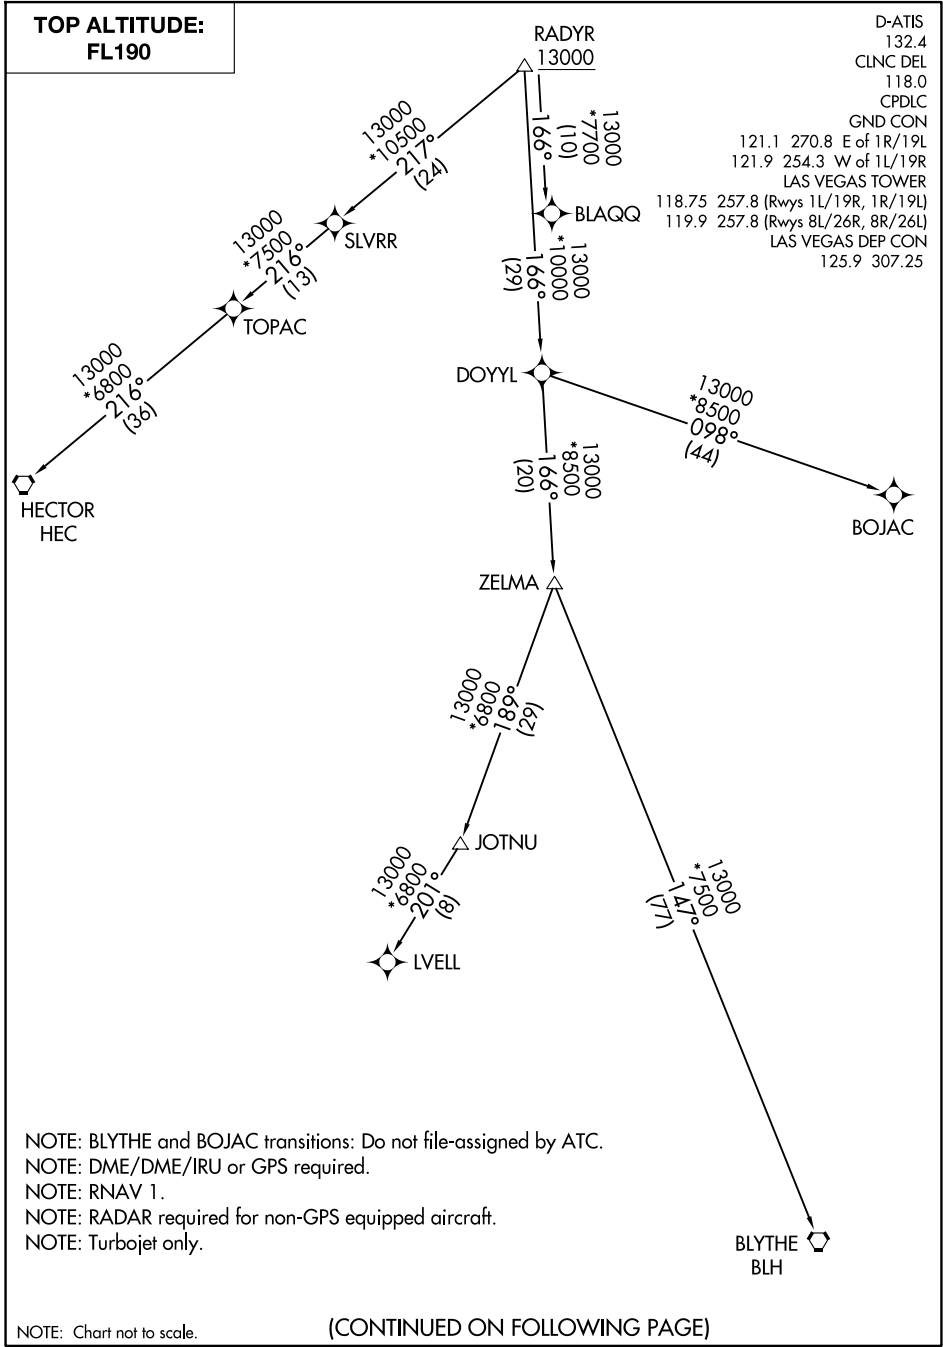 TOP ALTITUDE:
FL190
D-ATIS
132.4
CLNC DEL
118.0
CPDLC
GND CON
121.1 270.8 E of 1R/19L
121.9 254.3 W of 1L/19R
LAS VEGAS TOWER
118.75 257.8 (Rwys 1L/19R, 1R/19L)
119.9 257.8 (Rwys 8L/26R, 8R/26L)
LAS VEGAS DEP CON
125.9 307.25
RADYR
13000
13000
*10500
217°
(24)
13000
*7700
166°
(10)
BLAQQ
SLVRR
13000
*7500
216°
(13)
13000
*10000
166°
(29)
TOPAC
13000
*6800
216°
(36)
DOYYL
13000
*8500
098°
(44)
13000
*8500
166°
(20)
HECTOR
HEC
BOJAC
ZELMA
13000
*6800
189°
(29)
JOTNU
13000
*6800
201°
(8)
13000
*7500
147°
(77)
LVELL
NOTE: BLYTHE and BOJAC transitions: Do not file-assigned by ATC.
NOTE: DME/DME/IRU or GPS required.
NOTE: RNAV 1.
NOTE: RADAR required for non-GPS equipped aircraft.
NOTE: Turbojet only.
BLYTHE
BLH
NOTE: Chart not to scale.
(CONTINUED ON FOLLOWING PAGE)